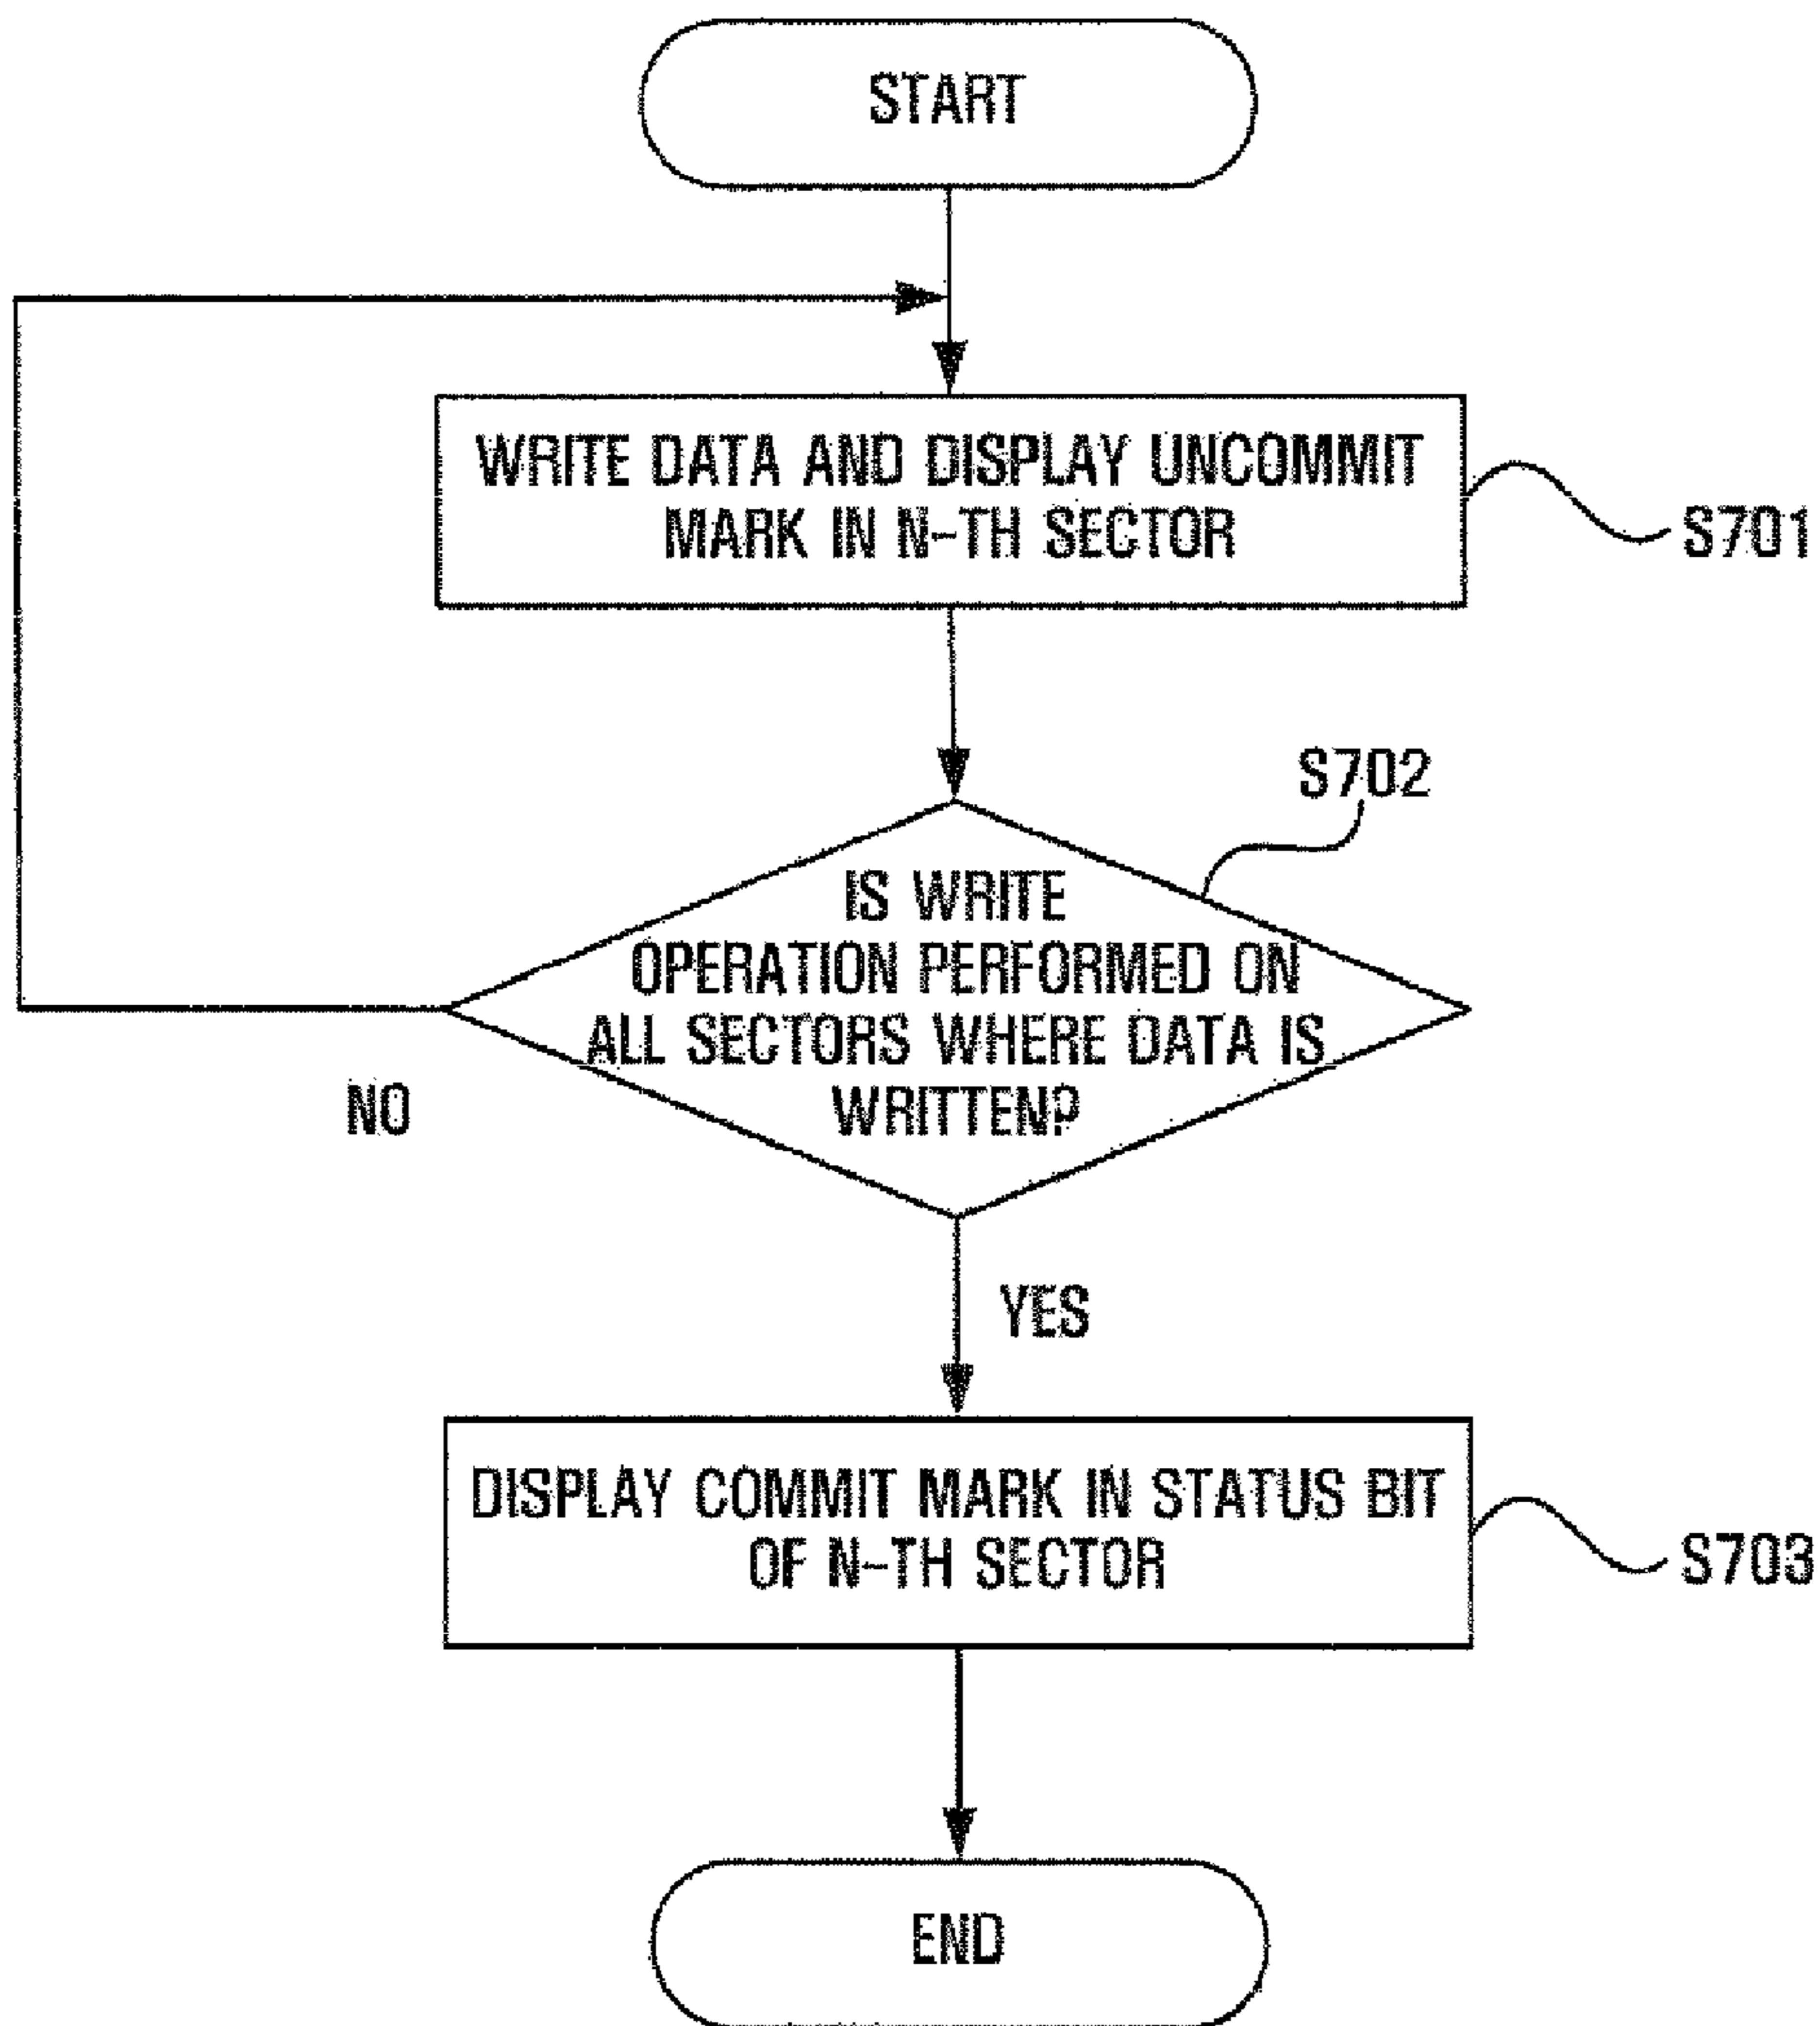 START
WRITE DATA AND DISPLAY UNCOMMIT
MARK IN N-TH SECTOR
S701
S702
IS WRITE
OPERATION PERFORMED ON
ALL SECTORS WHERE DATA IS
WRITTEN?
NO
YES
DISPLAY COMMIT MARK IN STATUS BIT
OF N-TH SECTOR
S703
END